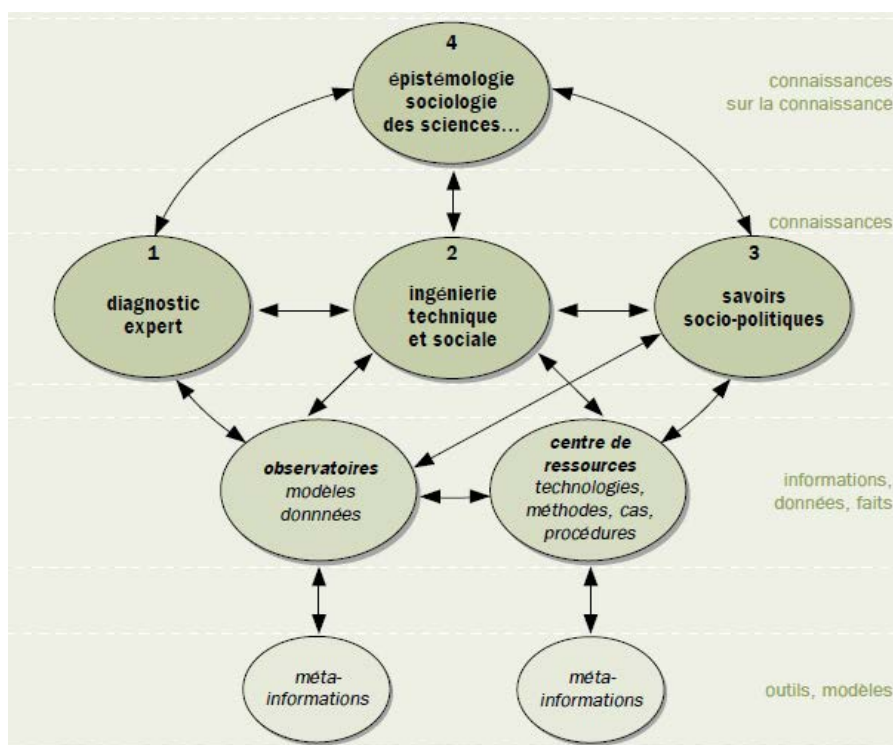 4
épistémologie
sociologie
des sciences...
connaissances
sur la connaissance
connaissances
1
diagnostic
expert
2
ingénierie
technique
et sociale
3
savoirs
socio-politiques
observatoires
modèles
donnnées
centre de
ressources
technologies,
méthodes, cas,
procédures
informations,
données, faits
méta-
informations
méta-
informations
outils, modèles